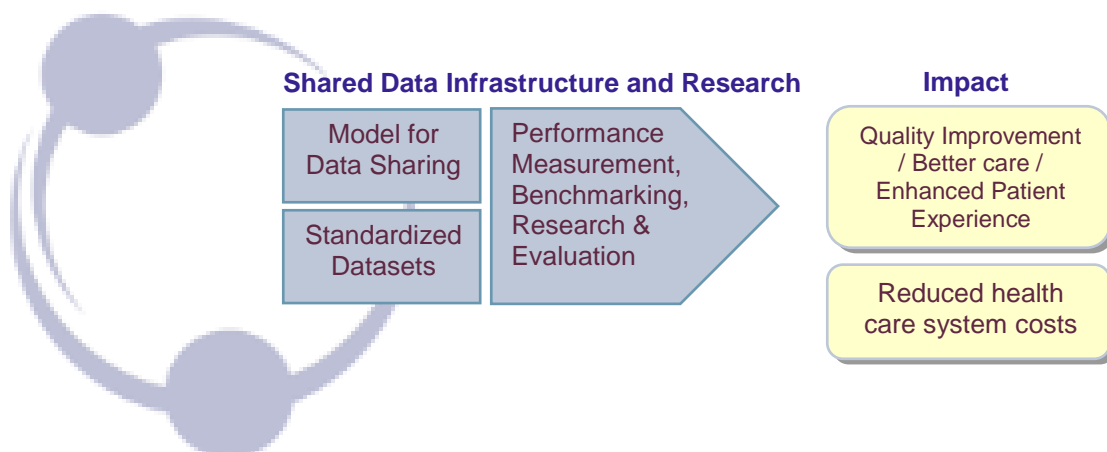 Shared Data Infrastructure and Research
Model for
Data Sharing
Standardized
Datasets
Performance
Measurement,
Benchmarking,
Research &
Evaluation
Impact
Quality Improvement
/ Better care /
Enhanced Patient
Experience
Reduced health
care system costs